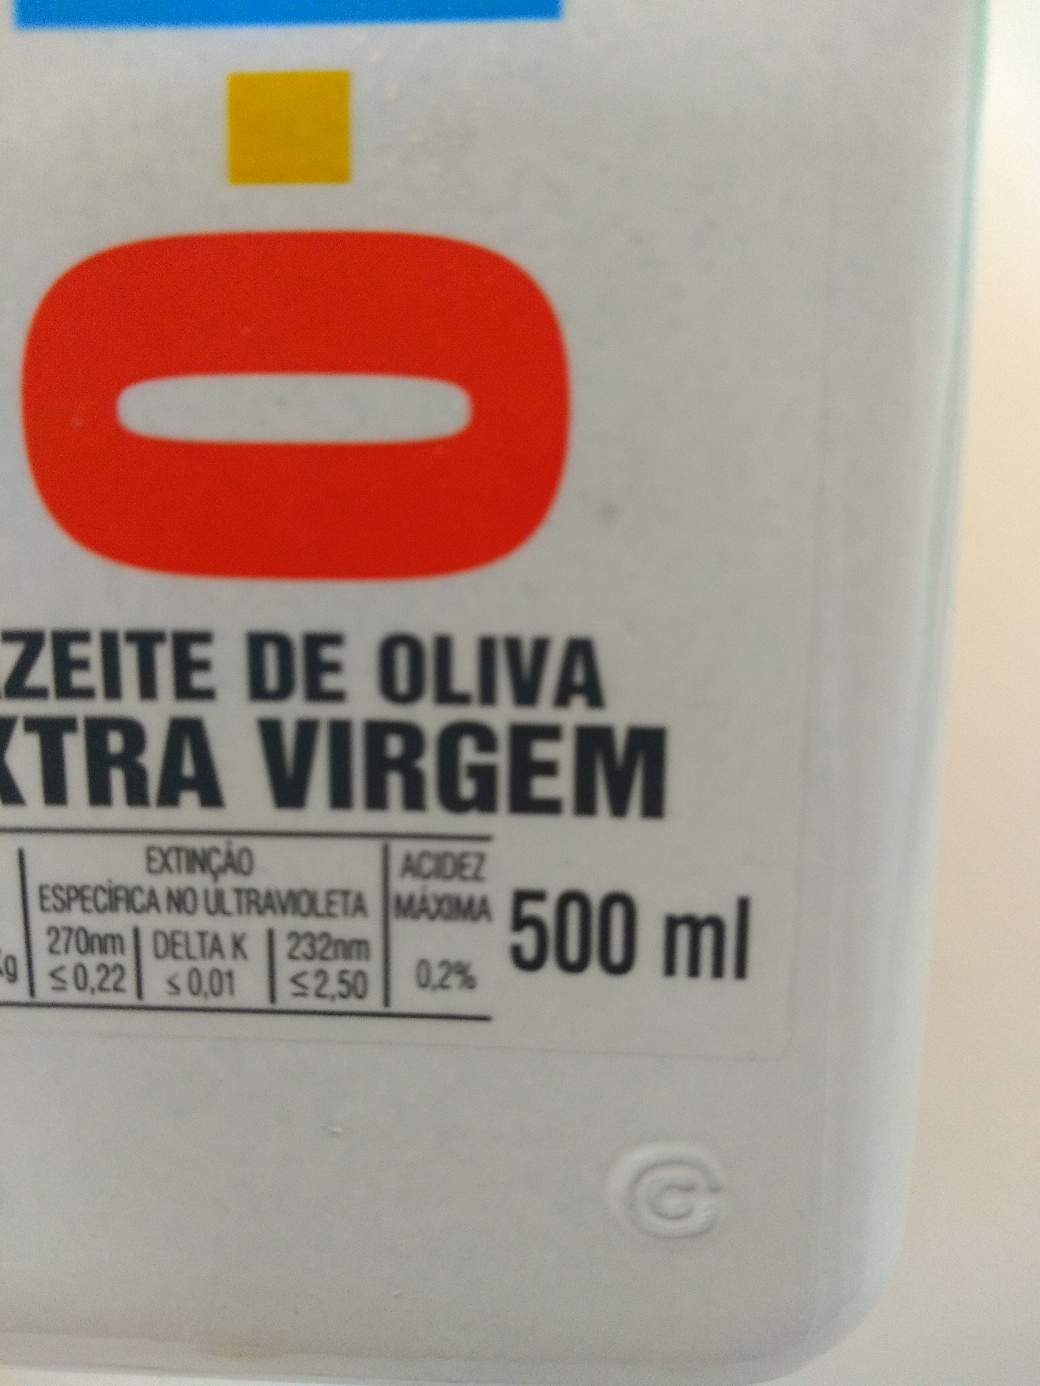 ZEITE DE OLIVA
XTRA VIRGEM
EXTINÇÃO
ESPECÍFICA NO ULTRAVIOLETA
270nm DELTA K 232nm
≤0,22 ≤0,01 ≤2,50
ACIDEZ
MÁXIMA
0,2%
500 ml